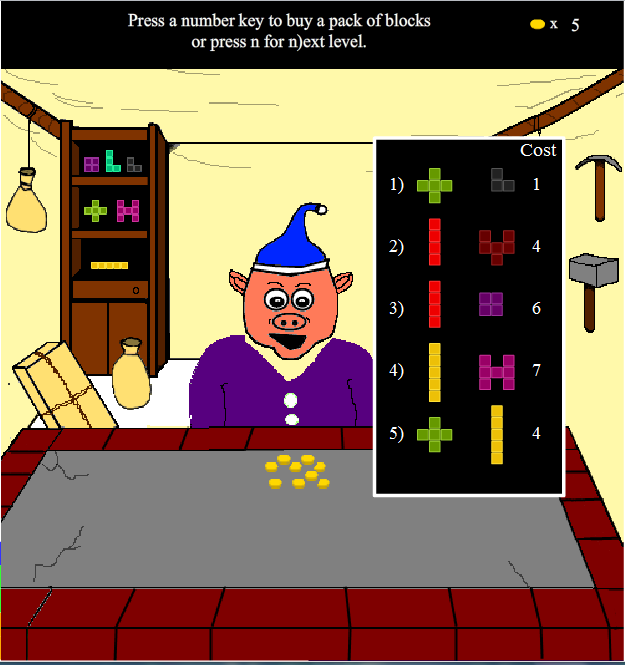 Press a number key to buy a pack of blocks
or press n for n)ext level.
x 5
Cost
1) 1
2) 4
3) 6
4) 7
5) 4